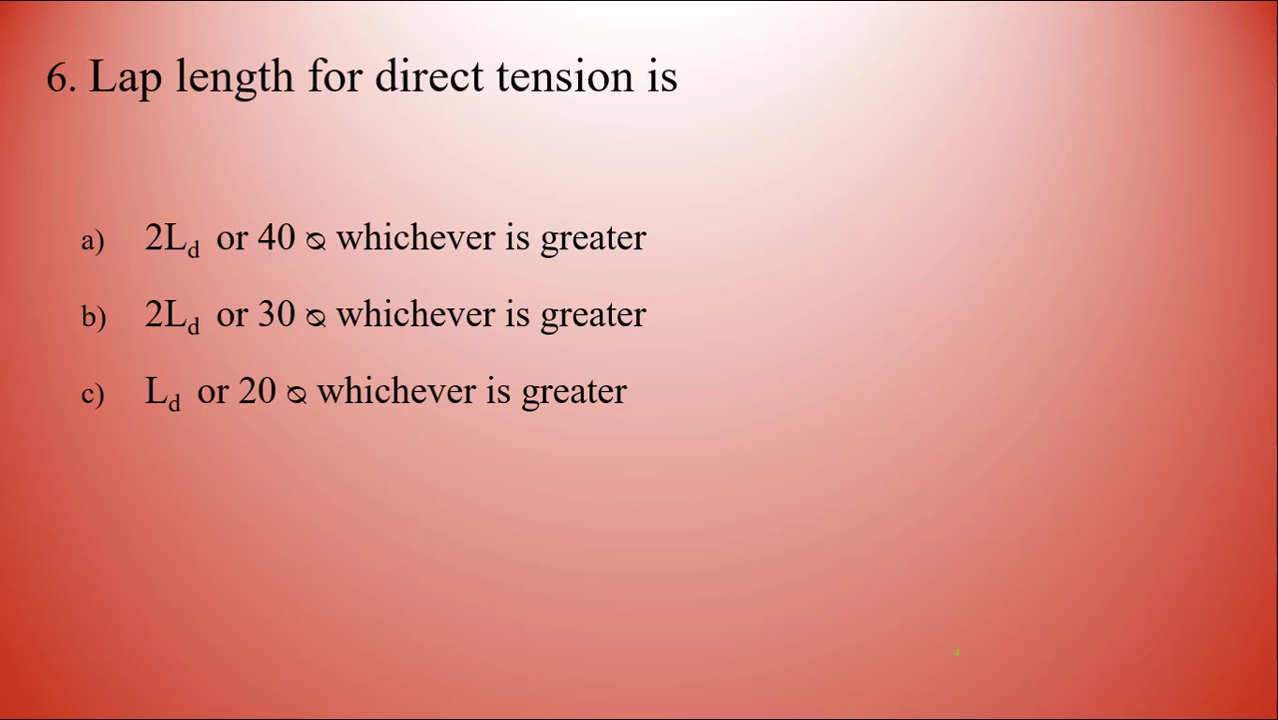 6. Lap length for direct tension is
a) 2Ld or 40 ⦰ whichever is greater
b) 2Ld or 30 ⦰ whichever is greater
c) Ld or 20 ⦰ whichever is greater
4